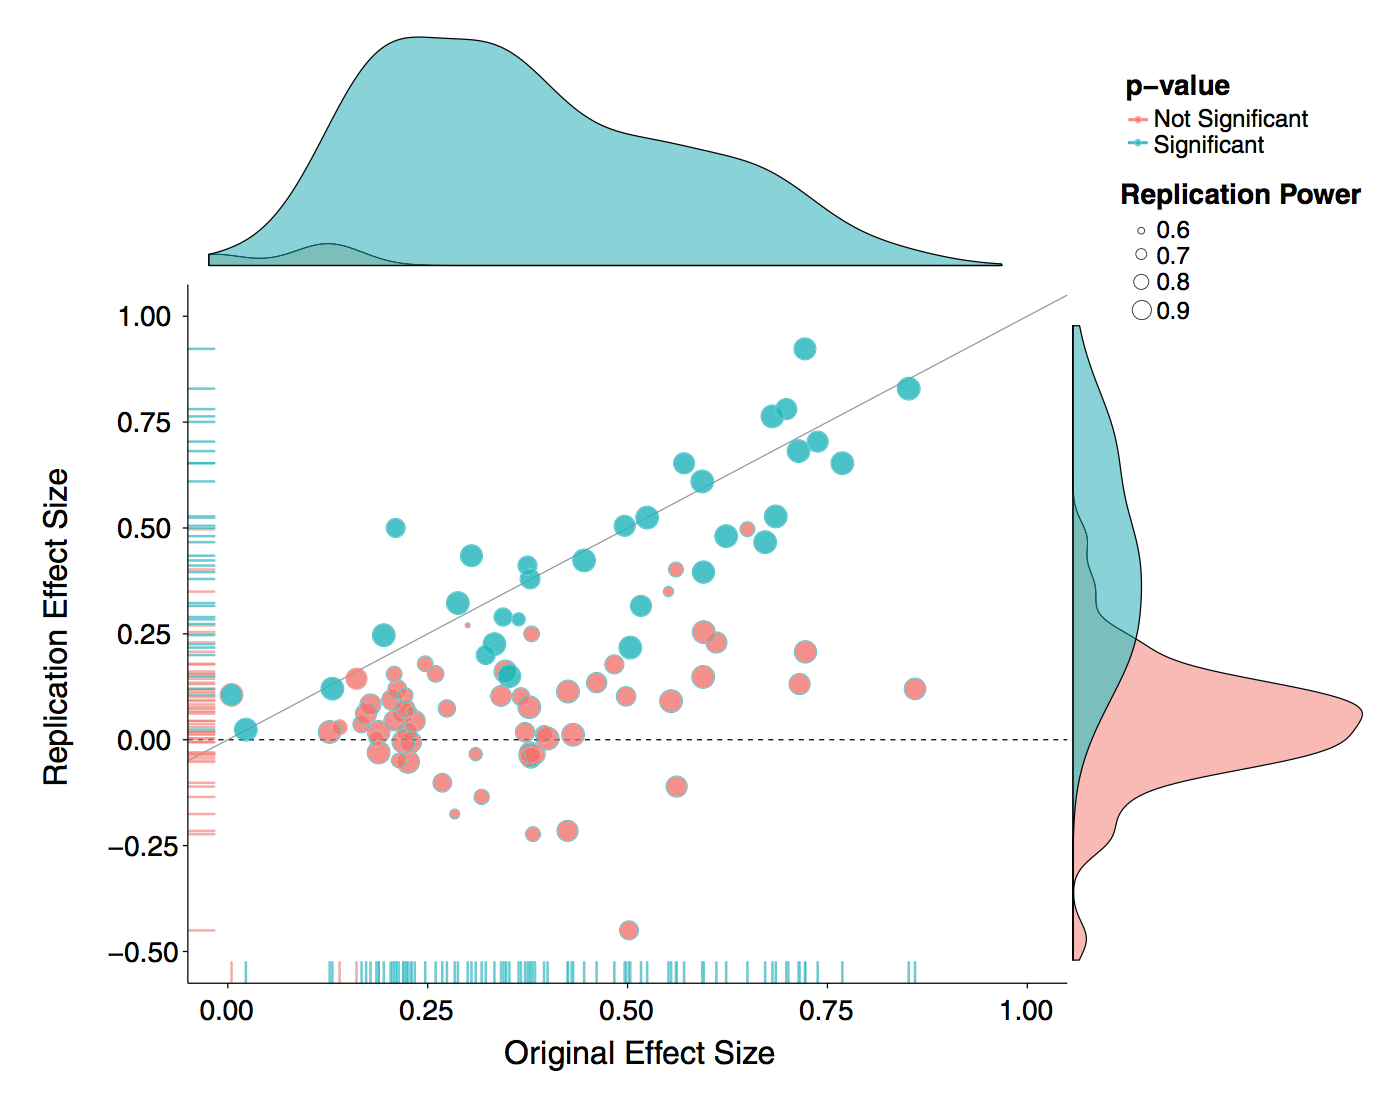 p−value
Not Significant
Significant
Replication Power
0.6
0.7
0.8
0.9
1.00
0.75
0.50
0.25
0.00
−0.25
−0.50
Replication Effect Size
0.00 0.25 0.50 0.75 1.00
Original Effect Size